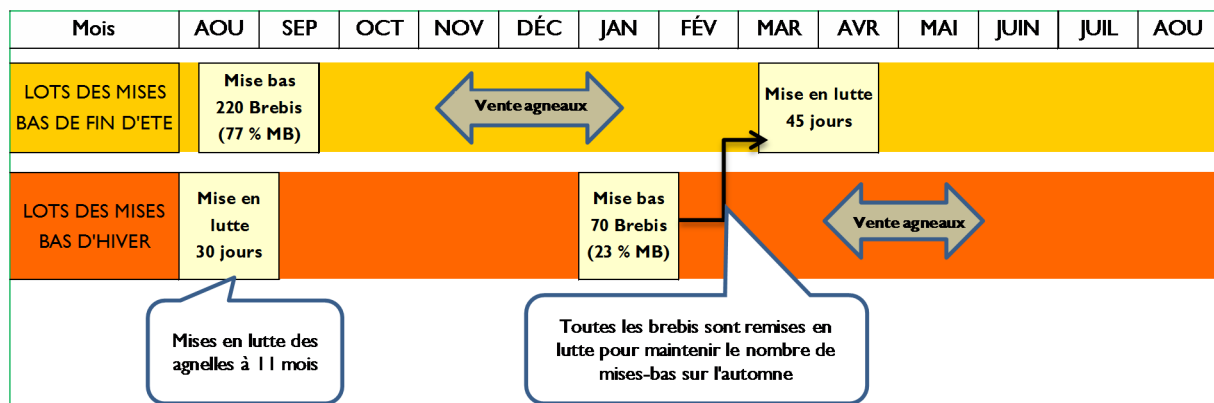 Mois AOU SEP OCT NOV DÉC JAN FÉV MAR AVR MAI JUIN JUIL AOU
LOTS DES MISES
BAS DE FIN D'ETE
Mise bas
220 Brebis
(77 % MB)
Vente agneaux
Mise en lutte
45 jours
LOTS DES MISES
BAS D'HIVER
Mise en
lutte
30 jours
Mise bas
70 Brebis
(23 % MB)
Vente agneaux
Mises en lutte des
agnelles à 11 mois
Toutes les brebis sont remises en
lutte pour maintenir le nombre de
mises-bas sur l'automne